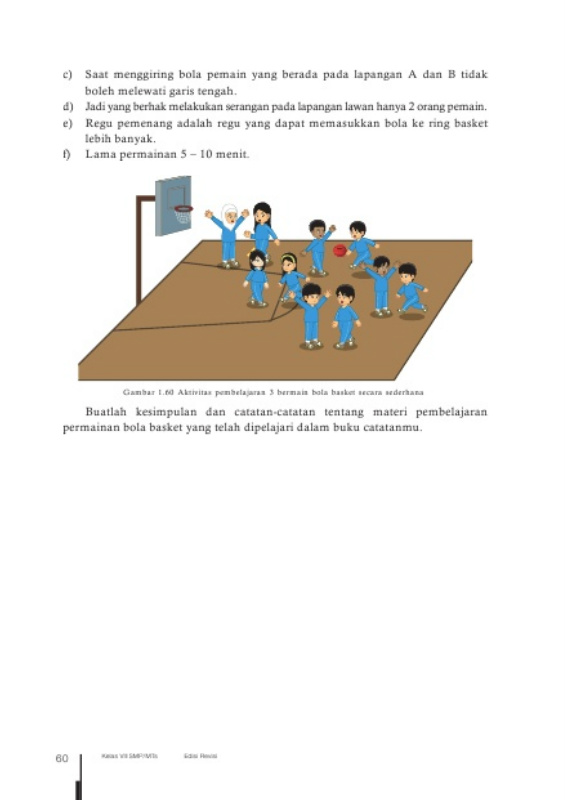 c) Saat menggiring bola pemain yang berada pada lapangan A dan B tidak
boleh melewati garis tengah.
d) Jadi yang berhak melakukan serangan pada lapangan lawan hanya 2 orang pemain.
e) Regu pemenang adalah regu yang dapat memasukkan bola ke ring basket
lebih banyak.
f) Lama permainan 5 – 10 menit.
Gambar 1.60 Aktivitas pembelajaran 3 bermain bola basket secara sederhana
Buatlah kesimpulan dan catatan-catatan tentang materi pembelajaran
permainan bola basket yang telah dipelajari dalam buku catatanmu.
60
Kelas VII SMP/MTs
Edisi Revisi